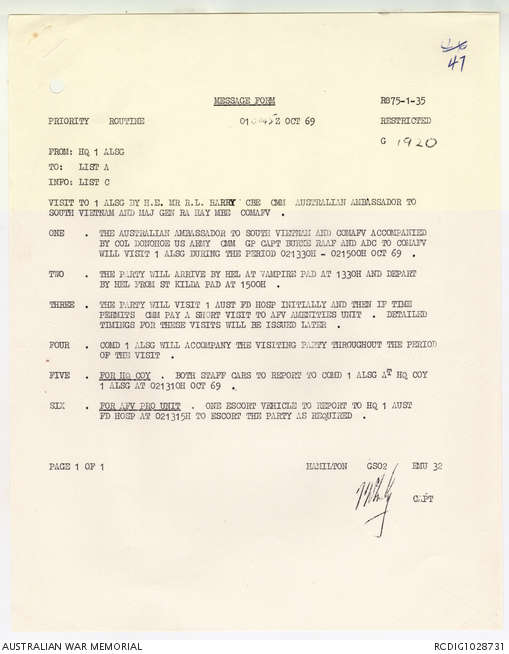 47
MESSAGE FORM R875-1-35
PRIORITY ROUTINE 010045Z OCT 69 RESTRICTED
G 1920
FROM: HQ 1 ALSG
TO: LIST A
INFO: LIST C
VISIT TO 1 ALSG BY H.E. MR R.L. HARRY CBE CMM AUSTRALIAN AMBASSADOR TO
SOUTH VIETNAM AND MAJ GEN RA HAY MBE COMAFV .
ONE . THE AUSTRALIAN AMBASSADOR TO SOUTH VIETNAM AND COMAFV ACCOMPANIED
BY COL DONOHOE US ARMY CMM GP CAPT RAAF AND ADC TO COMAFV
WILL VISIT 1 ALSG DURING THE PERIOD 021330H - 021500H OCT 69 .
TWO . THE PARTY WILL ARRIVE BY HEL AT VAMPIRE PAD AT 1330H AND DEPART
BY HEL FROM ST KILDA PAD AT 1500H .
THREE . THE PARTY WILL VISIT 1 AUST FD HOSP INITIALLY AND THEN IF TIME
PERMITS CMM PAY A SHORT VISIT TO AFV AMENITIES UNIT . DETAILED
TIMINGS FOR THESE VISITS WILL BE ISSUED LATER .
FOUR . COMD 1 ALSG WILL ACCOMPANY THE VISITING PARTY THROUGHOUT THE PERIOD
OF THE VISIT .
FIVE . FOR HQ COY . BOTH STAFF CARS TO REPORT TO COMD 1 ALSG AT HQ COY
1 ALSG AT 021310H OCT 69 .
SIX . FOR AFV PRO UNIT . ONE ESCORT VEHICLE TO REPORT TO HQ 1 AUST
FD HOSP AT 021315H TO ESCORT THE PARTY AS REQUIRED .
PAGE 1 OF 1 HAMILTON GSO2 EMU 32
CAPT
AUSTRALIAN WAR MEMORIAL RCDIG1028731